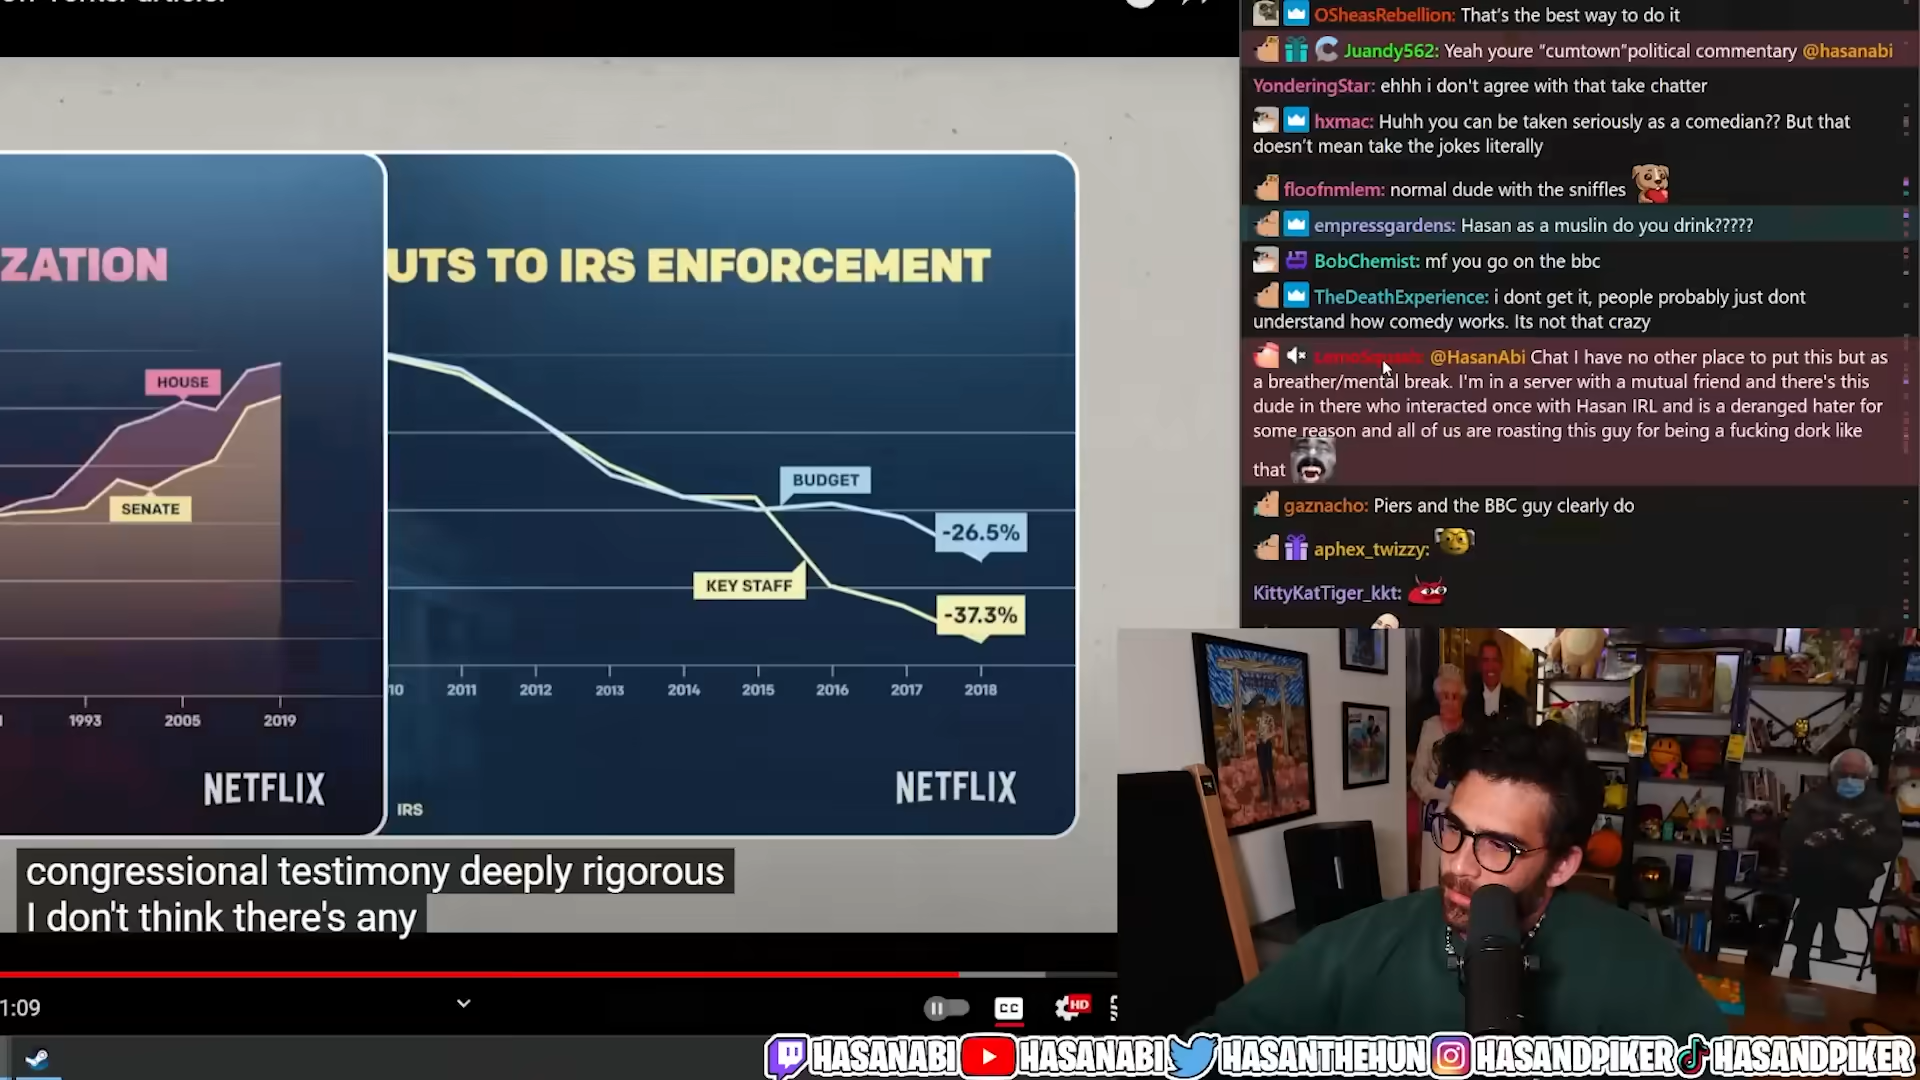 ZATION
HOUSE
SENATE
1993 2005 2019
NETFLIX
UTS TO IRS ENFORCEMENT
BUDGET
-26.5%
KEY STAFF
-37.3%
10 2011 2012 2013 2014 2015 2016 2017 2018
IRS
NETFLIX
congressional testimony deeply rigorous
I don't think there's any
1:09
CC
HD
OSheasRebellion: That's the best way to do it
Juandy562: Yeah youre "cumtown"political commentary @hasanabi
YonderingStar: ehhh i don't agree with that take chatter
hxmac: Huhh you can be taken seriously as a comedian?? But that
doesn't mean take the jokes literally
floofnmlem: normal dude with the sniffles
empressgardens: Hasan as a muslin do you drink?????
BobChemist: mf you go on the bbc
TheDeathExperience: i dont get it, people probably just dont
understand how comedy works. Its not that crazy
@HasanAbi Chat I have no other place to put this but as
a breather/mental break. I'm in a server with a mutual friend and there's this
dude in there who interacted once with Hasan IRL and is a deranged hater for
some reason and all of us are roasting this guy for being a fucking dork like
that
gaznacho: Piers and the BBC guy clearly do
aphex_twizzy:
KittyKatTiger_kkt:
HASANABI HASANABI HASANTHEHUN HASANDPIKER HASANDPIKER